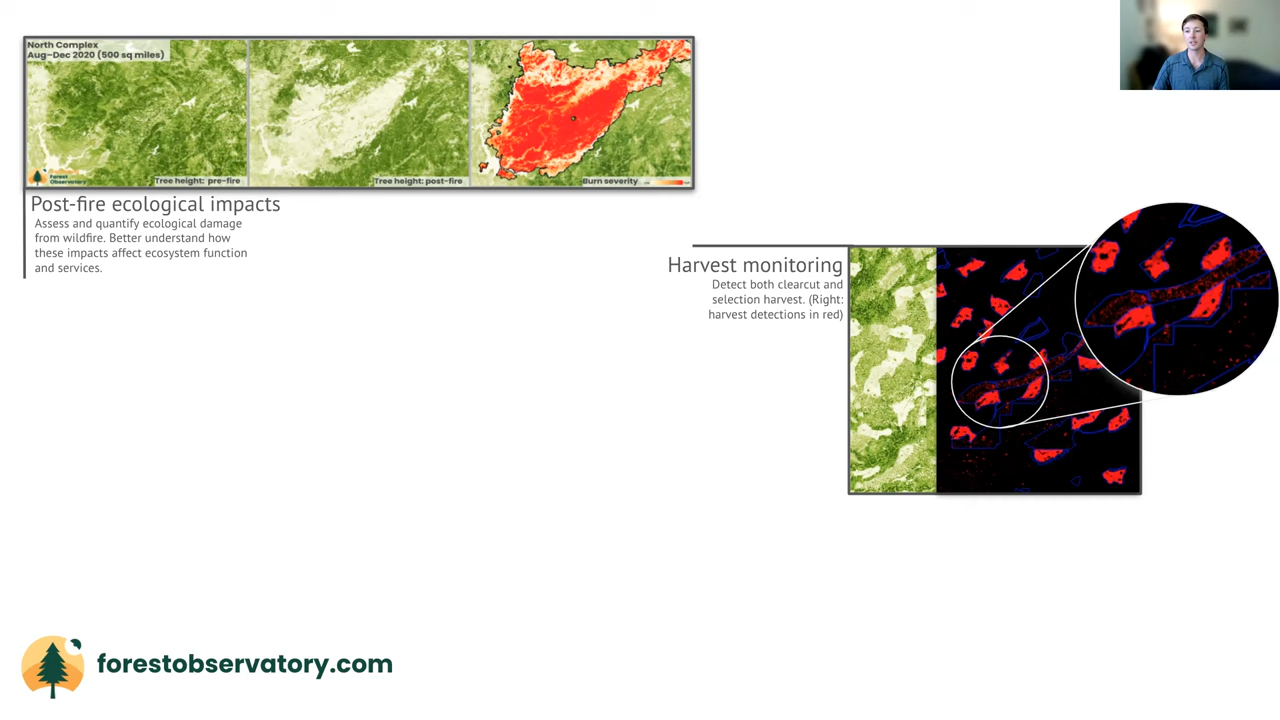 North Complex
Aug–Dec 2020 (500 sq miles)
Forest
Observatory
Tree height: pre-fire
Tree height: post-fire
Burn severity
Post-fire ecological impacts
Assess and quantify ecological damage
from wildfire. Better understand how
these impacts affect ecosystem function
and services.
Harvest monitoring
Detect both clearcut and
selection harvest. (Right:
harvest detections in red)
forestobservatory.com